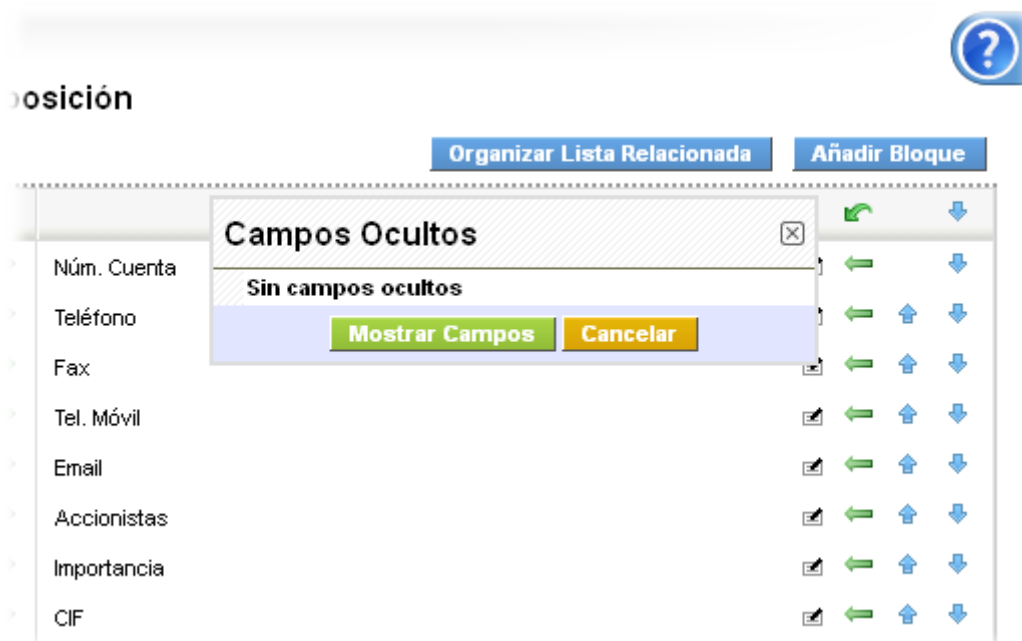 ?
osición
Organizar Lista Relacionada Añadir Bloque
Campos Ocultos
Núm. Cuenta
Sin campos ocultos
Teléfono
Mostrar Campos Cancelar
Fax
Tel. Móvil
Email
Accionistas
Importancia
CIF